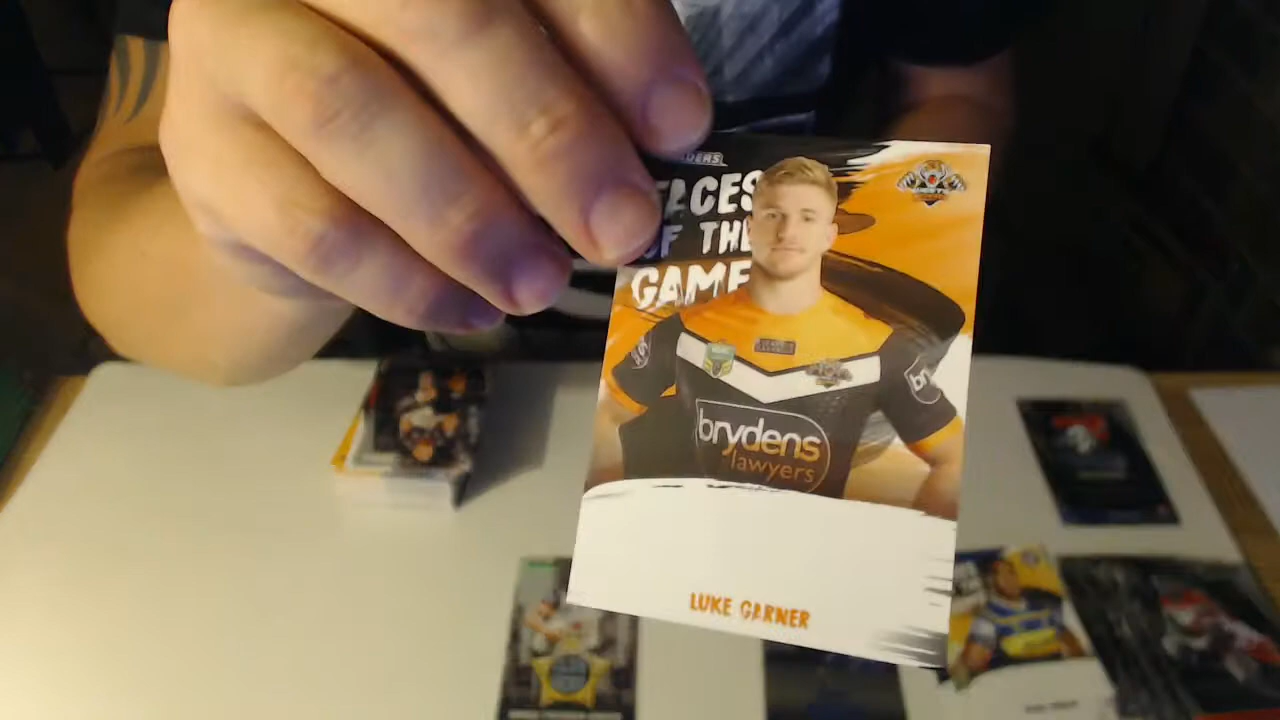 FACES
OF THE
GAME
brydens
lawyers
LUKE GARNER